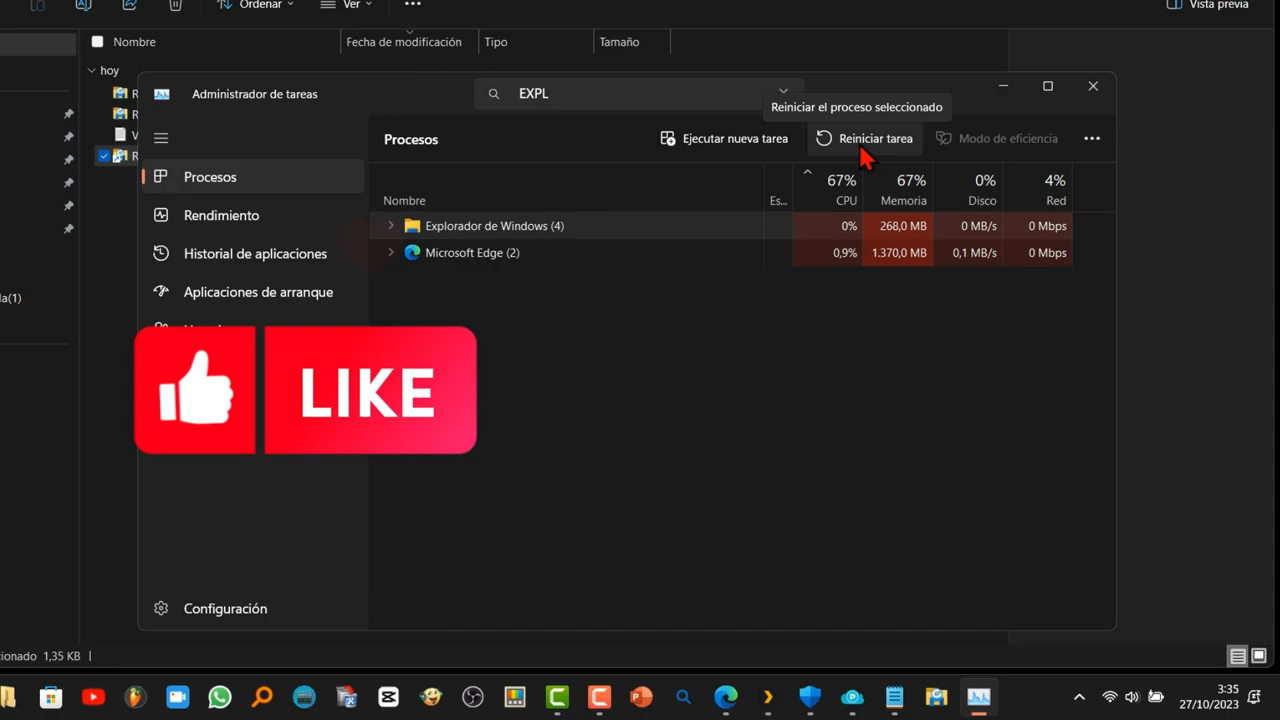 Ordenar
Ver
Vista previa
Nombre
Fecha de modificación
Tipo
Tamaño
hoy
Administrador de tareas
EXPL
Reiniciar el proceso seleccionado
Procesos
Ejecutar nueva tarea
Reiniciar tarea
Modo de eficiencia
Procesos
Rendimiento
Historial de aplicaciones
Aplicaciones de arranque
67% 67% 0% 4%
Nombre Es... CPU Memoria Disco Red
Explorador de Windows (4) 0% 268,0 MB 0 MB/s 0 Mbps
Microsoft Edge (2) 0,9% 1.370,0 MB 0,1 MB/s 0 Mbps
la(1)
LIKE
Configuración
ionado 1,35 KB
3:35
27/10/2023